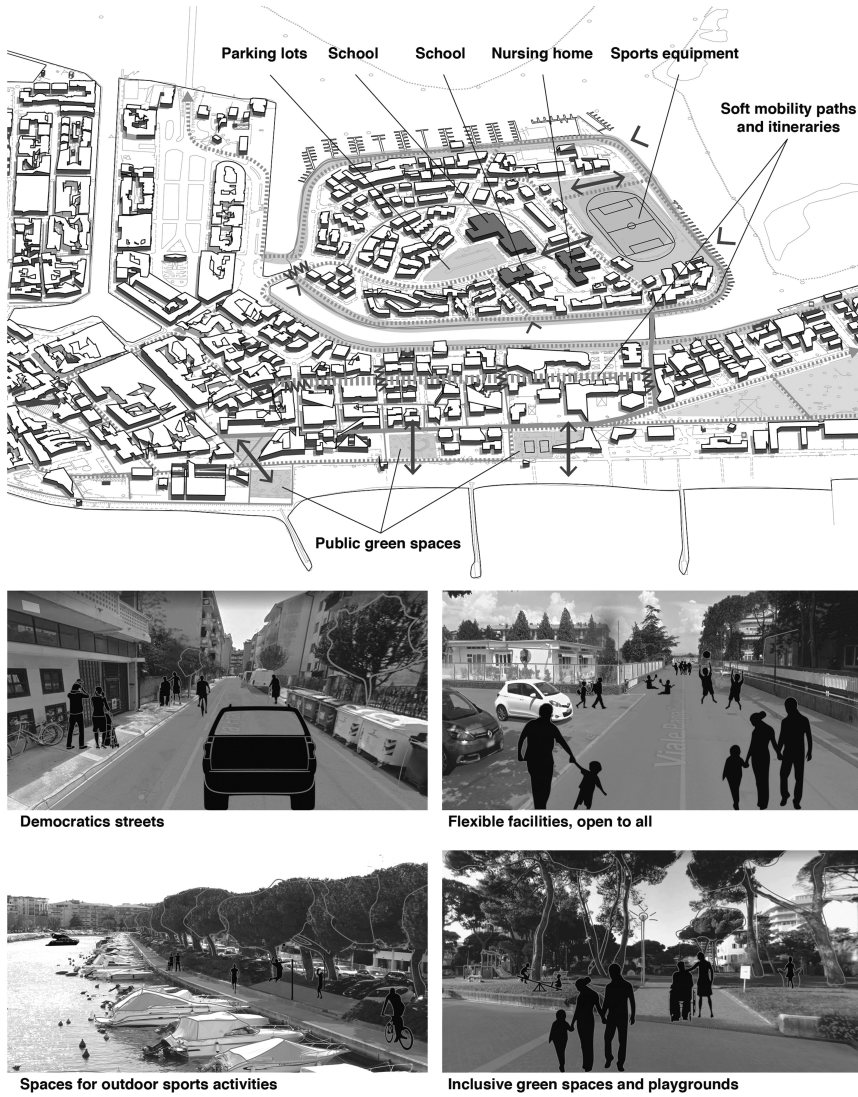 Parking lots
School
School
Nursing home
Sports equipment
Soft mobility paths
and itineraries
Public green spaces
Democratics streets
Flexible facilities, open to all
Spaces for outdoor sports activities
Inclusive green spaces and playgrounds